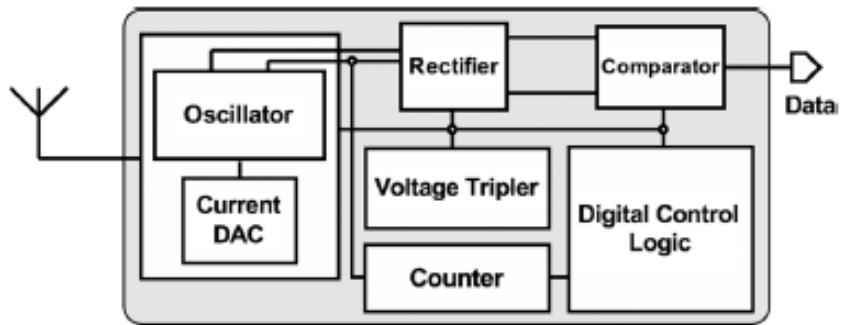 Oscillator
Current
DAC
Rectifier
Comparator
Data
Voltage Tripler
Counter
Digital Control
Logic